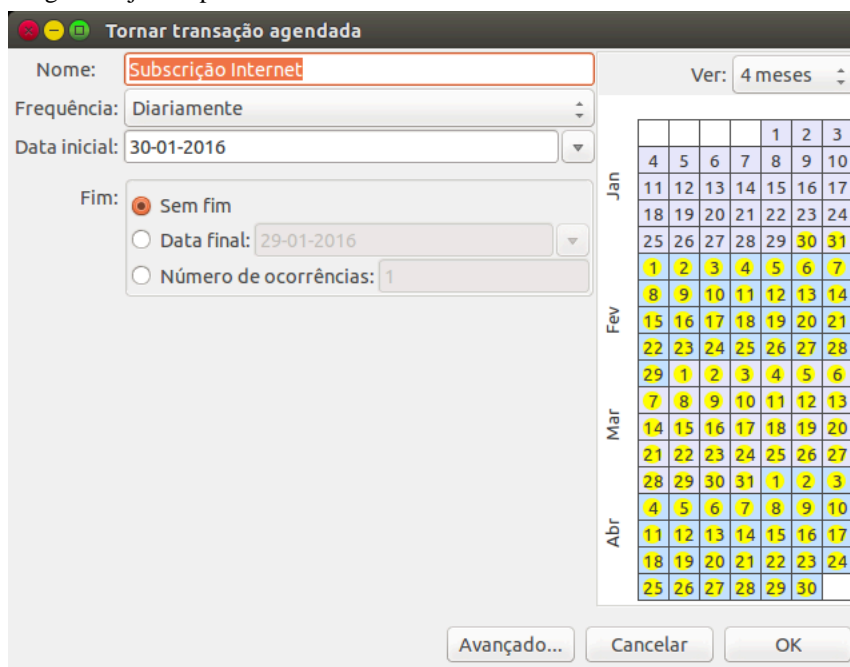 Tornar transação agendada
Nome: Subscrição Internet
Frequência: Diariamente
Data inicial: 30-01-2016
Fim: Sem fim
Data final: 29-01-2016
Número de ocorrências: 1
Ver: 4 meses
Jan
1 2 3
4 5 6 7 8 9 10
11 12 13 14 15 16 17
18 19 20 21 22 23 24
25 26 27 28 29 30 31
Fev
1 2 3 4 5 6 7
8 9 10 11 12 13 14
15 16 17 18 19 20 21
22 23 24 25 26 27 28
29 1 2 3 4 5 6
Mar
7 8 9 10 11 12 13
14 15 16 17 18 19 20
21 22 23 24 25 26 27
28 29 30 31 1 2 3
Abr
4 5 6 7 8 9 10
11 12 13 14 15 16 17
18 19 20 21 22 23 24
25 26 27 28 29 30
Avançado... Cancelar OK